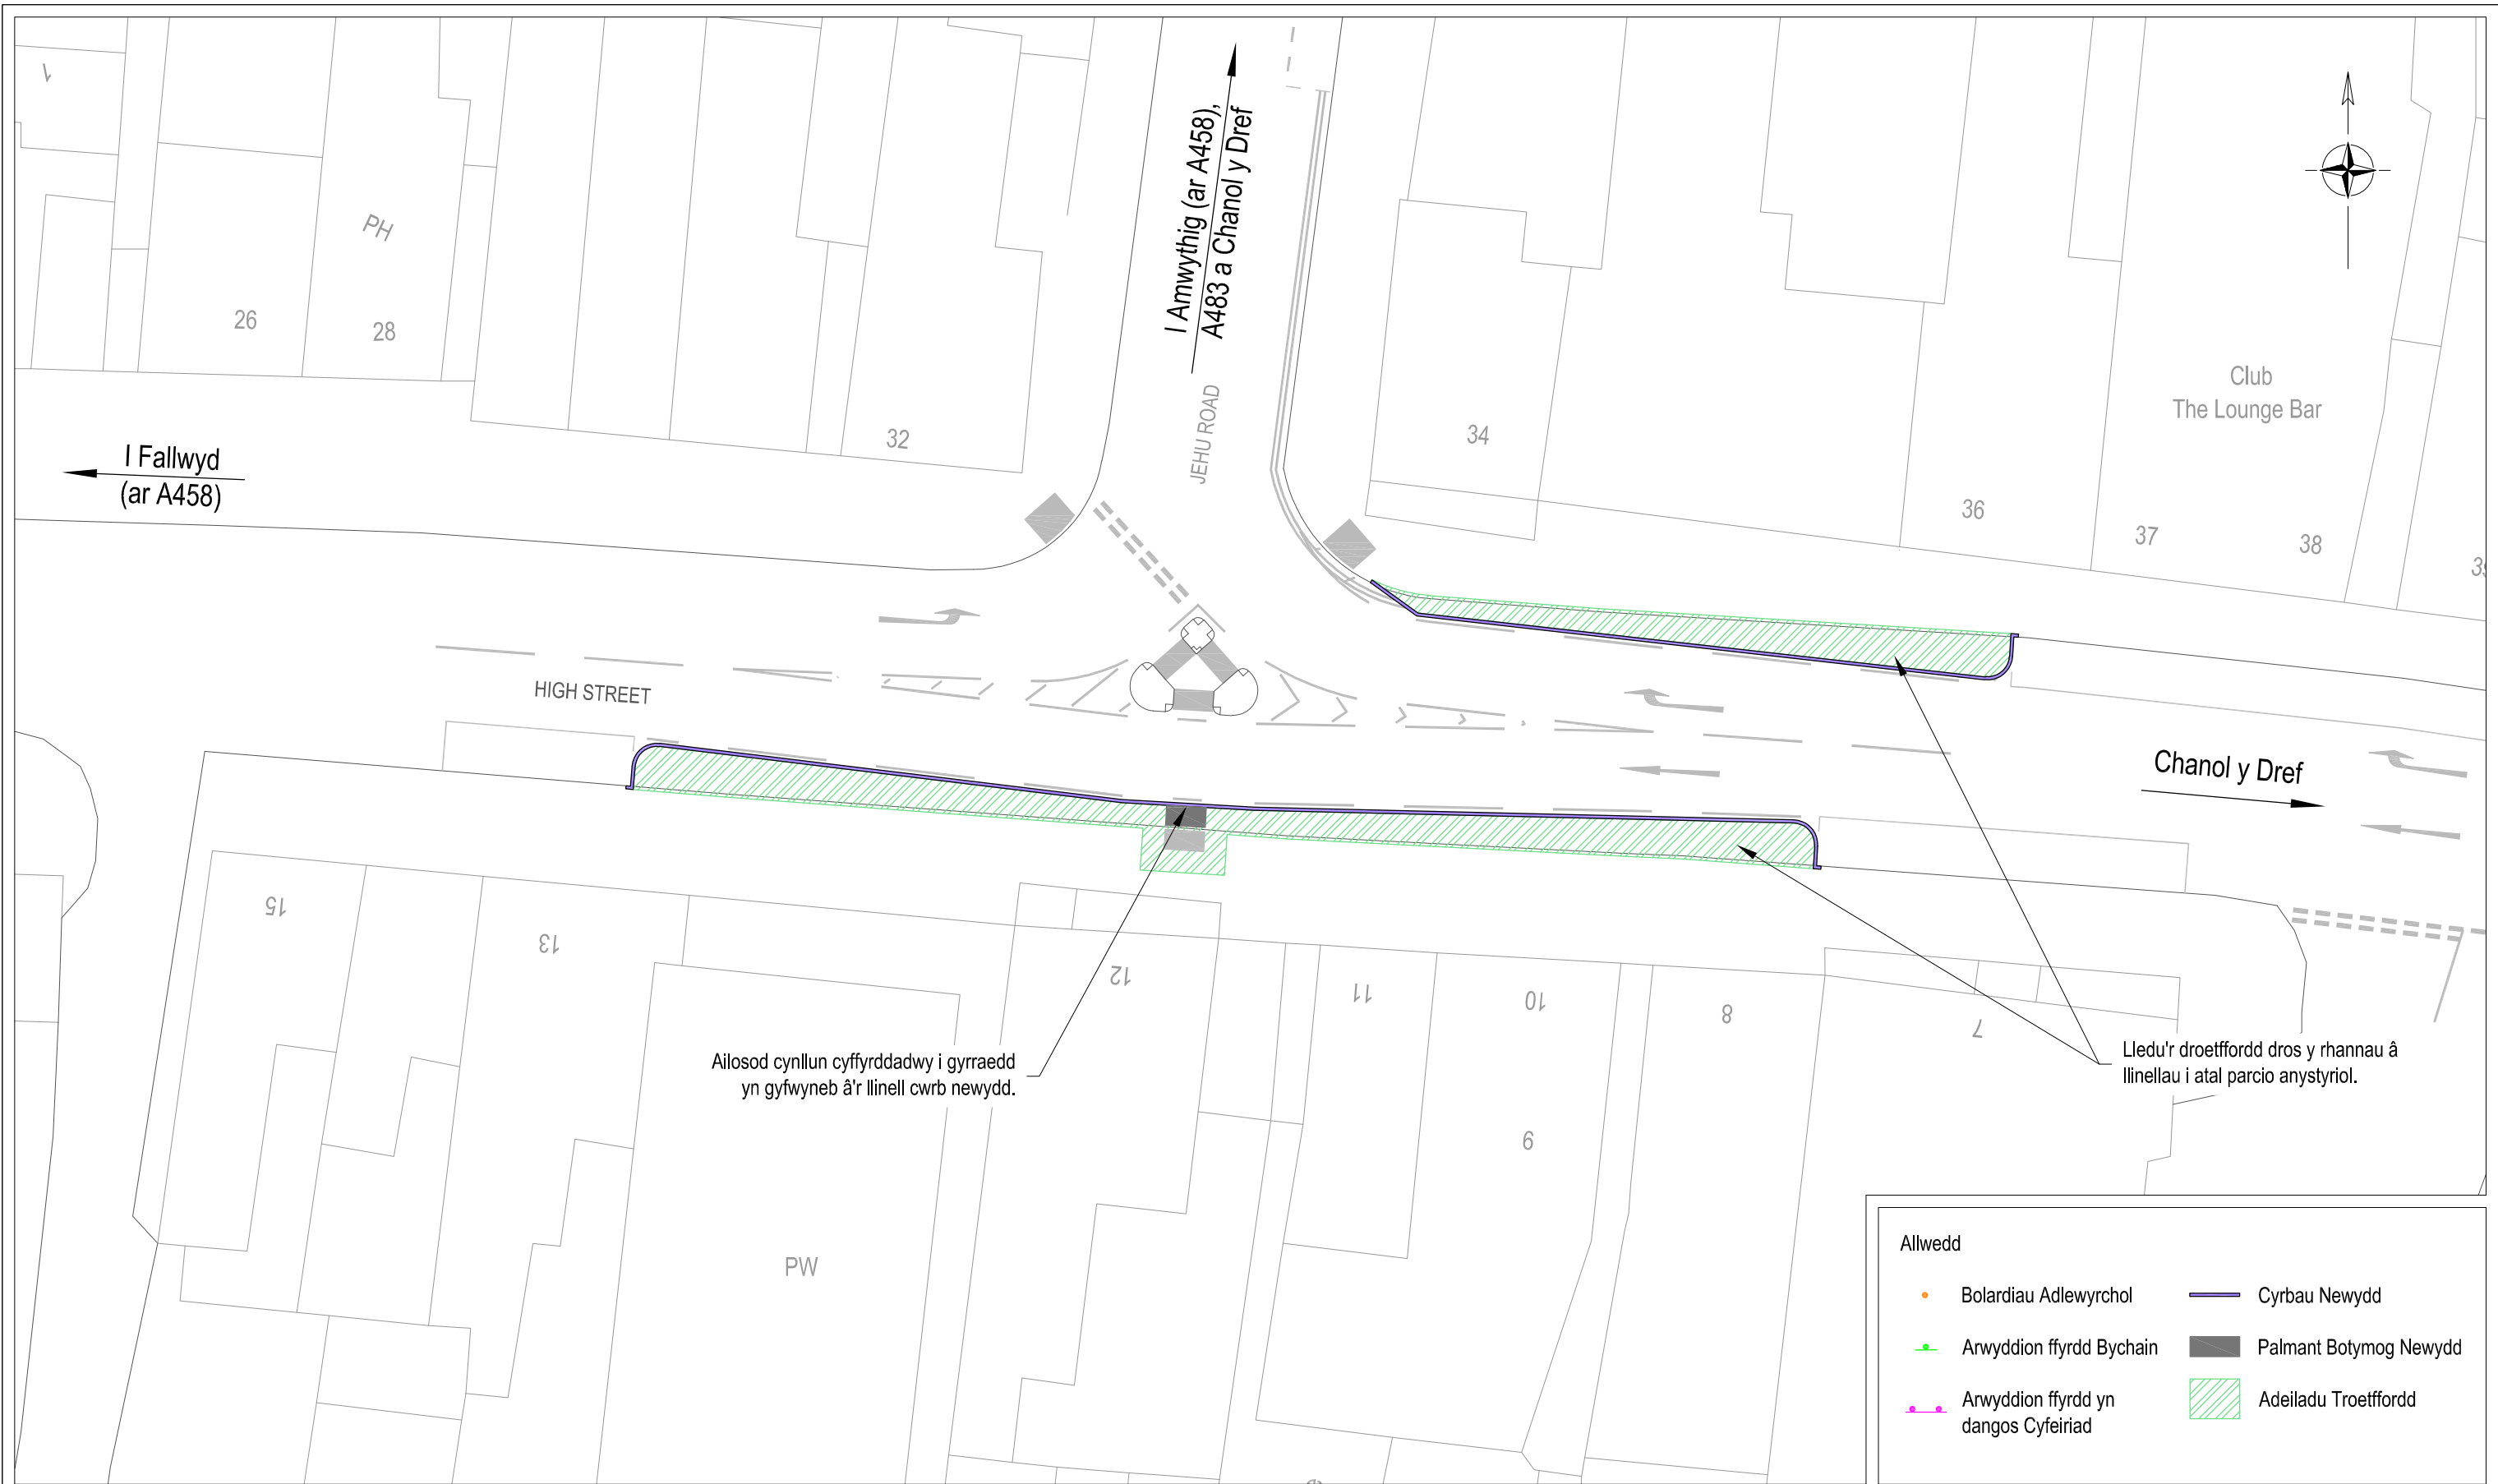 1
PH
26
28
32
I Amwythig (ar A458),
A483 a Chanol y Dref
JEHU ROAD
34
Club
The Lounge Bar
36
37
38
I Fallwyd
(ar A458)
HIGH STREET
Chanol y Dref
15
13
12
11
10
8
7
9
PW
Ailosod cynllun cyffyrddadwy i gyrraedd
yn gyfwyneb â'r llinell cwrb newydd.
Lledu'r droetffordd dros y rhannau â
llinellau i atal parcio anystyriol.
Allwedd
Bolardiau Adlewyrchol
Cyrbau Newydd
Arwyddion ffyrdd Bychain
Palmant Botymog Newydd
Arwyddion ffyrdd yn
dangos Cyfeiriad
Adeiladu Troetffordd